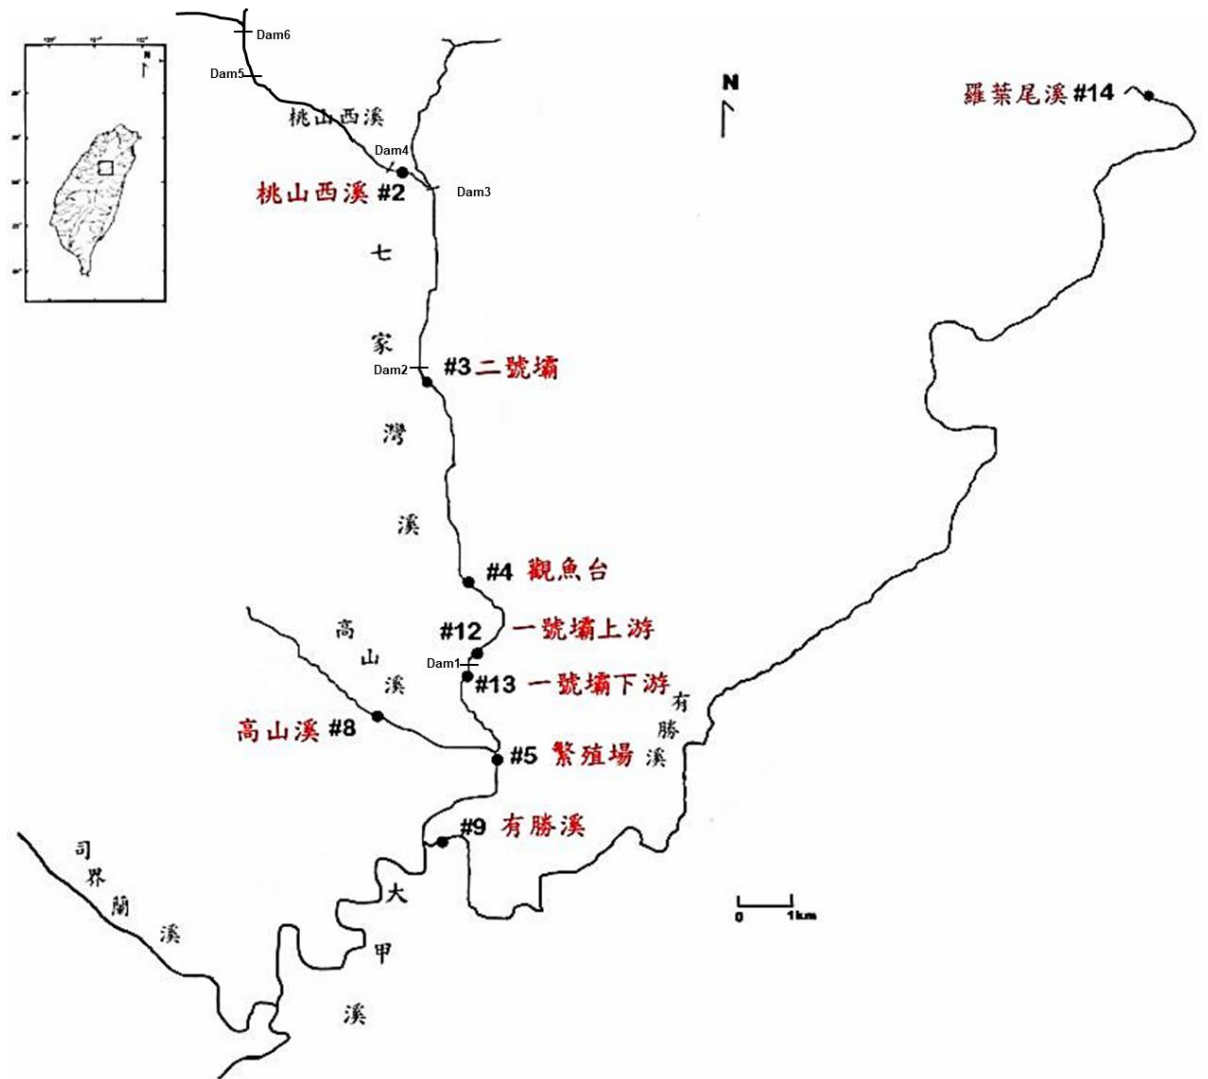 Dam6
Dam5
桃山西溪
Dam4
桃山西溪 #2
Dam3
N
N
羅葉尾溪 #14
七家灣溪
Dam2
#3 二號壩
#4 觀魚台
#12 一號壩上游
Dam1
#13 一號壩下游
高山溪
高山溪 #8
#5 繁殖場
有勝溪
#9 有勝溪
司界蘭溪
大甲溪
0 1km